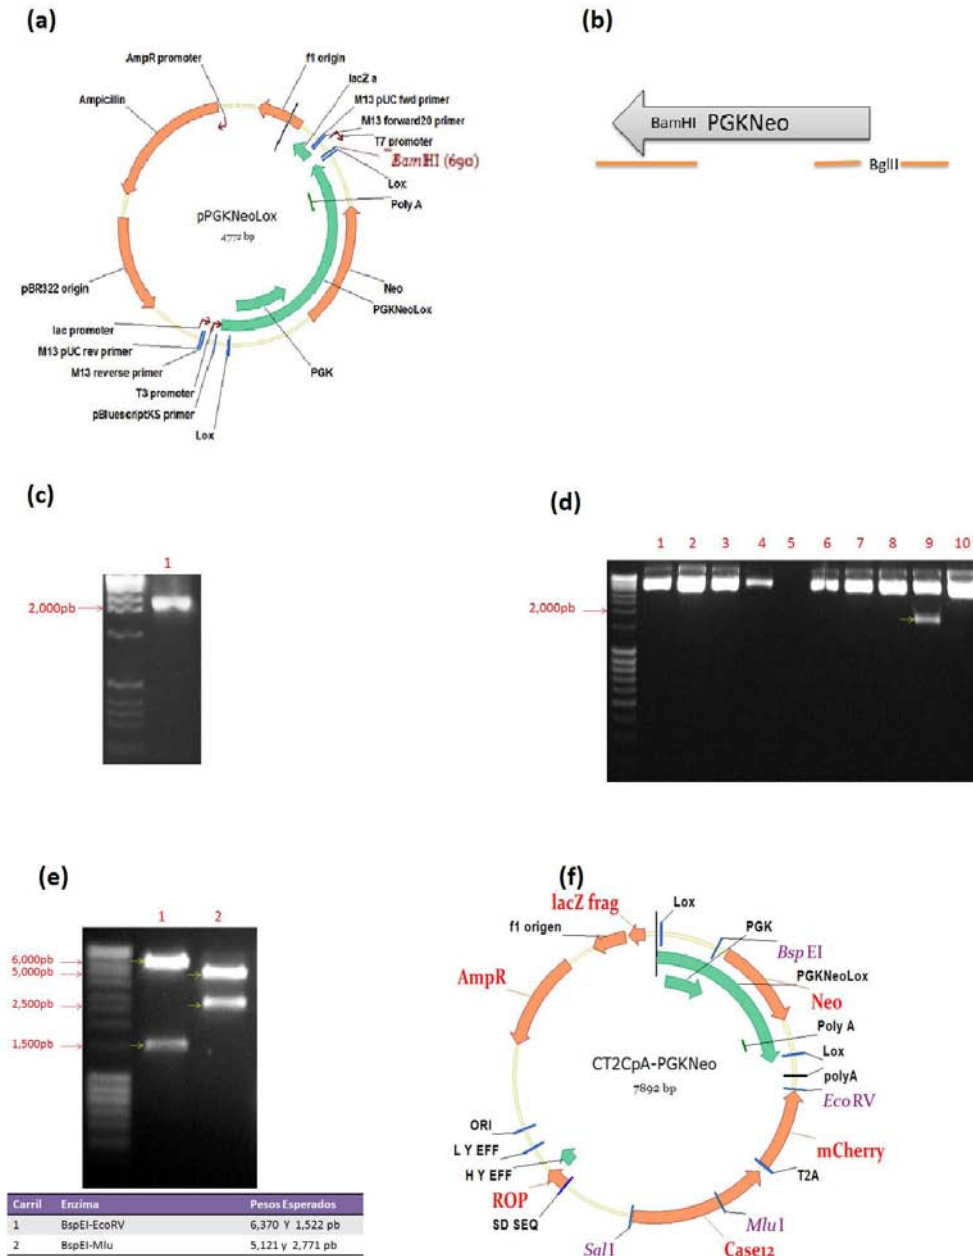 (a)
AmpR promoter
f1 origin
lacZ a
Ampicillin
M13 pUC fwd primer
M13 forward20 primer
T7 promoter
BamHI (690)
Lox
Poly A
pPGKNeoLox
4772 bp
pBR322 origin
Neo
PGKNeoLox
lac promoter
M13 pUC rev primer
M13 reverse primer
PGK
T3 promoter
pBluescriptKS primer
Lox
(b)
BamHI PGKNeo
BglII
(c)
1
2,000pb
(d)
1 2 3 4 5 6 7 8 9 10
2,000pb
(e)
1 2
6,000pb
5,000pb
2,500pb
1,500pb
Carril Enzima Pesos Esperados
1 BspEI-EcoRV 6,370 Y 1,522 pb
2 BspEI-Mlu 5,121 y 2,771 pb
(f)
lacZ frag
Lox
f1 origen
PGK
BspEI
AmpR
PGKNeoLox
Neo
Poly A
Lox
CT2CpA-PGKNeo
7892 bp
polyA
EcoRV
ORI
L Y EFF
mCherry
H Y EFF
T2A
ROP
SD SEQ
MluI
SalI
Case12